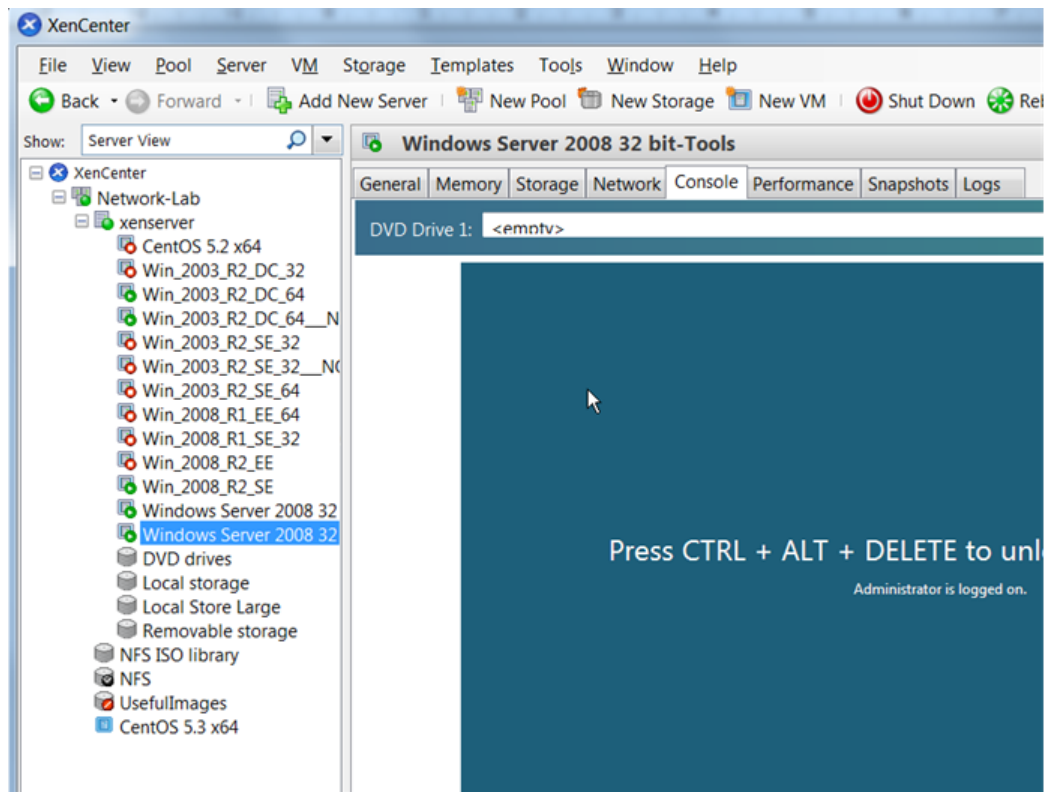 XenCenter
File View Pool Server VM Storage Templates Tools Window Help
Back Forward Add New Server New Pool New Storage New VM Shut Down
Show: Server View
Windows Server 2008 32 bit-Tools
General Memory Storage Network Console Performance Snapshots Logs
DVD Drive 1: <empty>
XenCenter
Network-Lab
xenserver
CentOS 5.2 x64
Win_2003_R2_DC_32
Win_2003_R2_DC_64
Win_2003_R2_DC_64__N
Win_2003_R2_SE_32
Win_2003_R2_SE_32__NO
Win_2003_R2_SE_64
Win_2008_R1_EE_64
Win_2008_R1_SE_32
Win_2008_R2_EE
Win_2008_R2_SE
Windows Server 2008 32
Windows Server 2008 32
DVD drives
Local storage
Local Store Large
Removable storage
NFS ISO library
NFS
UsefulImages
CentOS 5.3 x64
Press CTRL + ALT + DELETE to
Administrator is logged on.